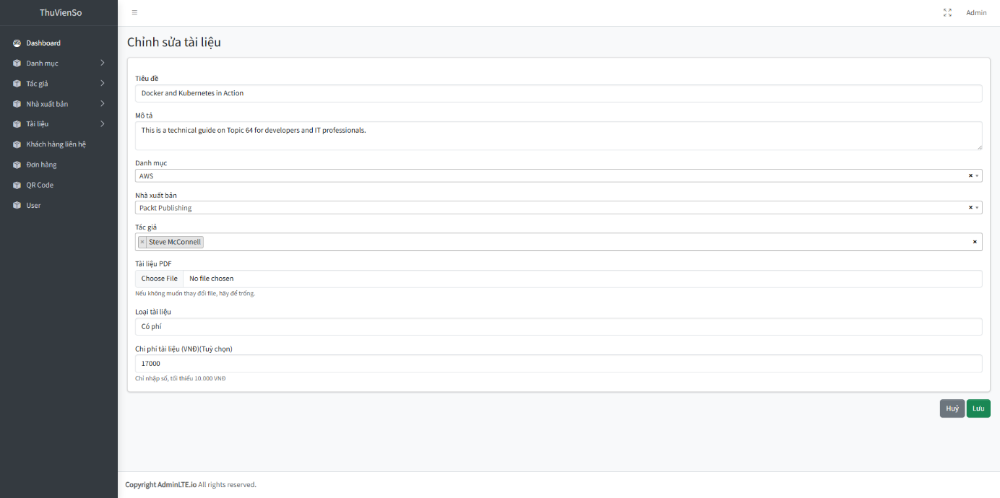 ThuVienSo
Admin
Dashboard
Danh mục
Tác giả
Nhà xuất bản
Tài liệu
Khách hàng liên hệ
Đơn hàng
QR Code
User
Chỉnh sửa tài liệu
Tiêu đề
Docker and Kubernetes in Action
Mô tả
This is a technical guide on Topic 64 for developers and IT professionals.
Danh mục
AWS
Nhà xuất bản
Packt Publishing
Tác giả
× Steve McConnell
Tài liệu PDF
Choose File No file chosen
Nếu không muốn thay đổi file, hãy để trống.
Loại tài liệu
Có phí
Chi phí tài liệu (VNĐ)(Tuỳ chọn)
17000
Chỉ nhập số, tối thiểu 10.000 VNĐ
Huỷ Lưu
Copyright AdminLTE.io All rights reserved.